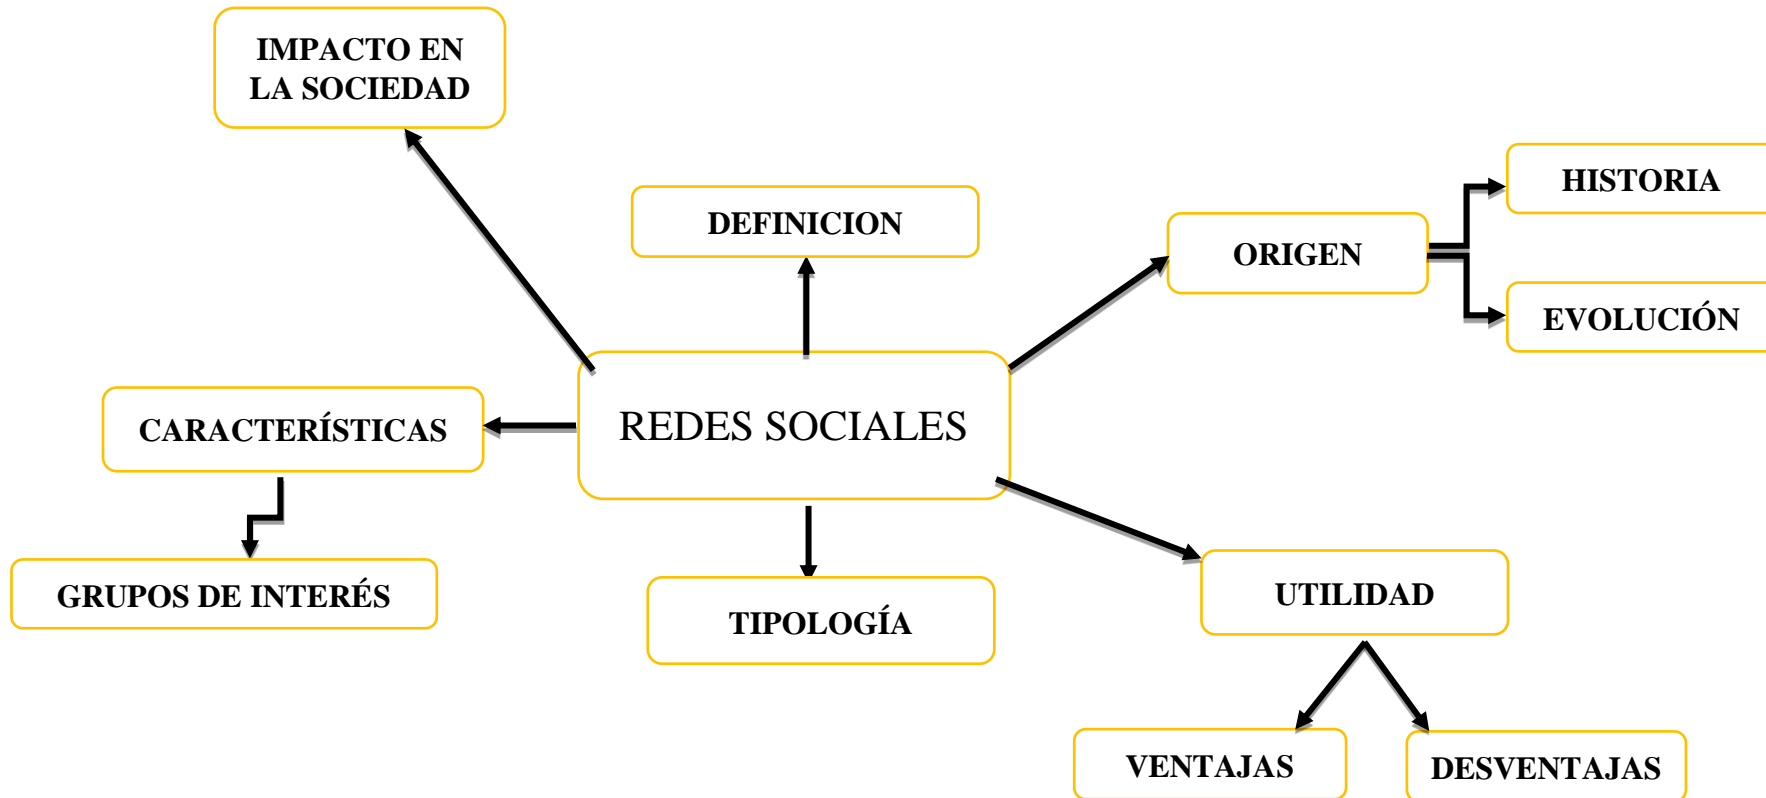 IMPACTO EN
LA SOCIEDAD
DEFINICION
HISTORIA
ORIGEN
EVOLUCIÓN
REDES SOCIALES
CARACTERÍSTICAS
GRUPOS DE INTERÉS
TIPOLOGÍA
UTILIDAD
VENTAJAS
DESVENTAJAS